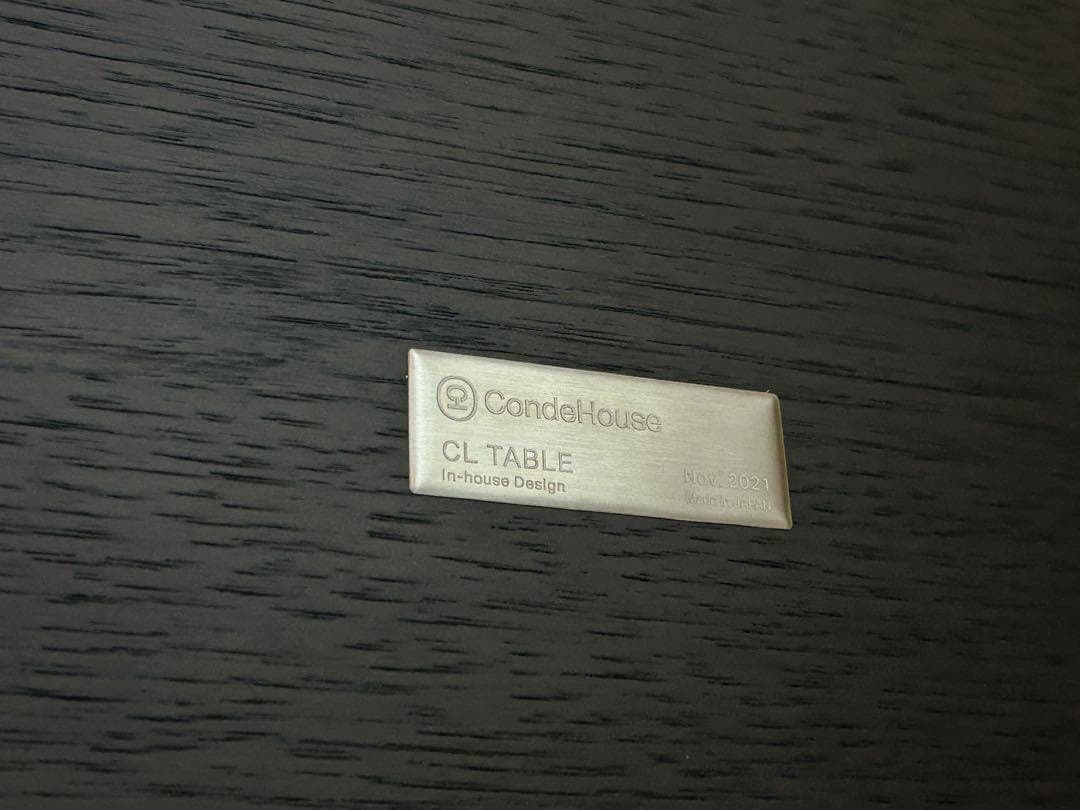 CondeHouse
CL TABLE
In-house Design
Nov. 2021
Made in JAPAN